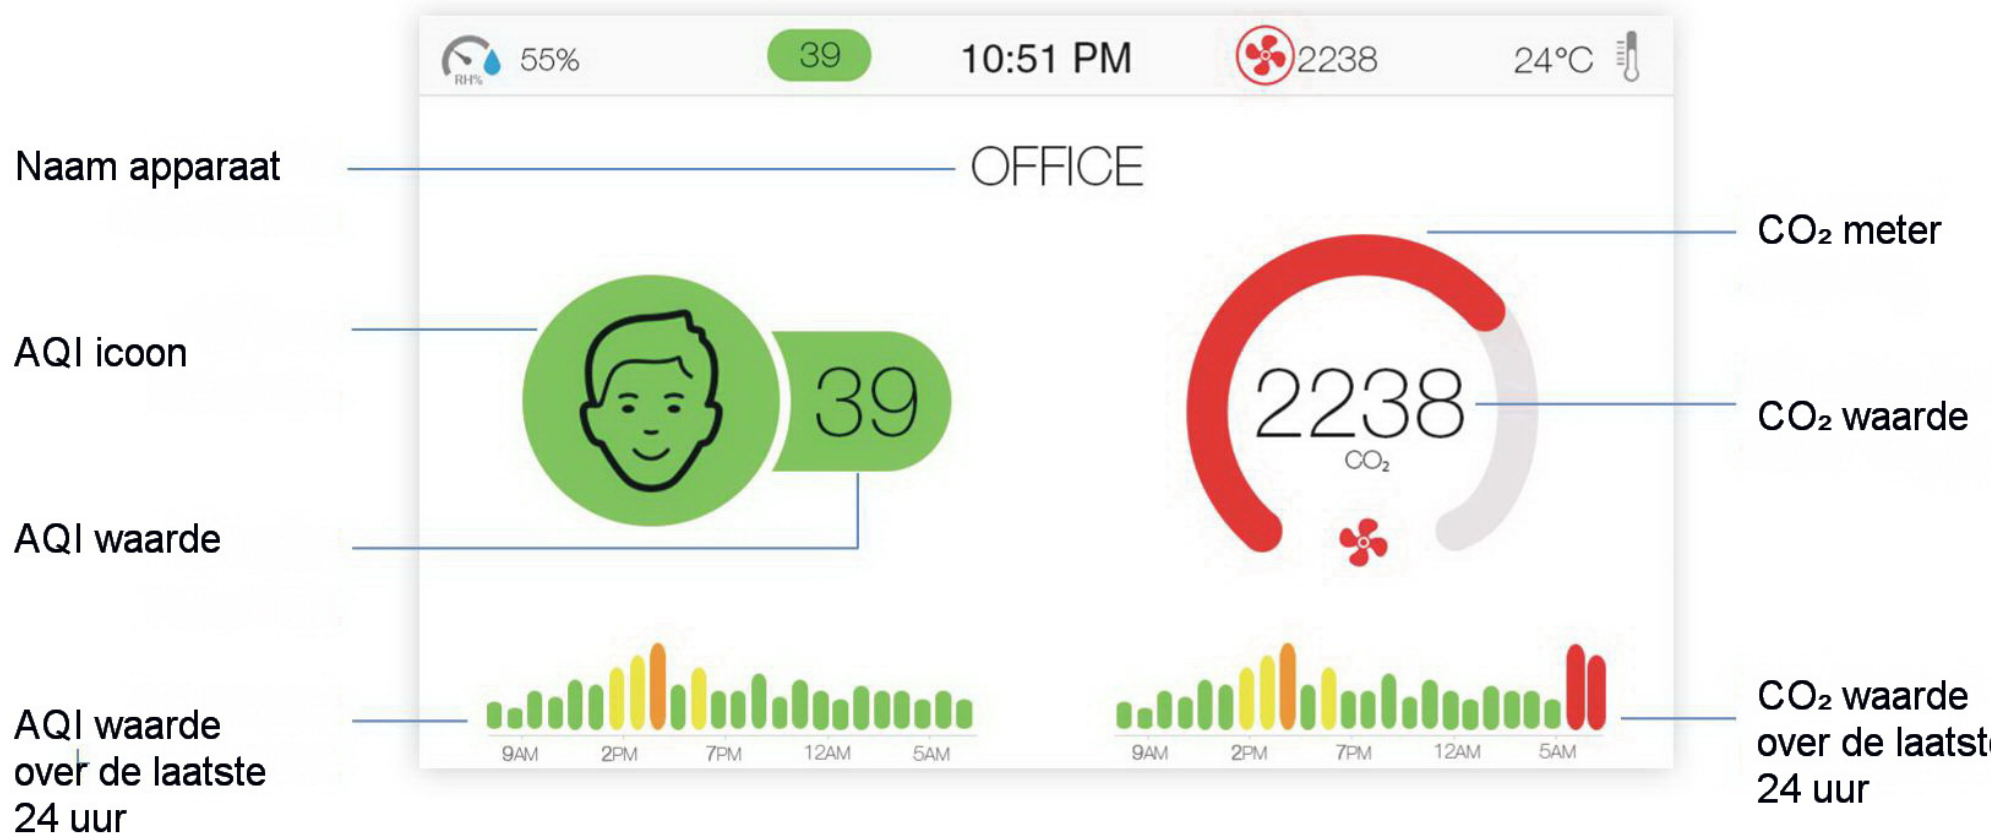 RH%
55%
39
10:51 PM
2238
24°C
Naam apparaat
OFFICE
CO₂ meter
AQI icoon
39
2238
CO₂
CO₂ waarde
AQI waarde
AQI waarde
over de laatste
24 uur
9AM 2PM 7PM 12AM 5AM
9AM 2PM 7PM 12AM 5AM
CO₂ waarde
over de laatste
24 uur